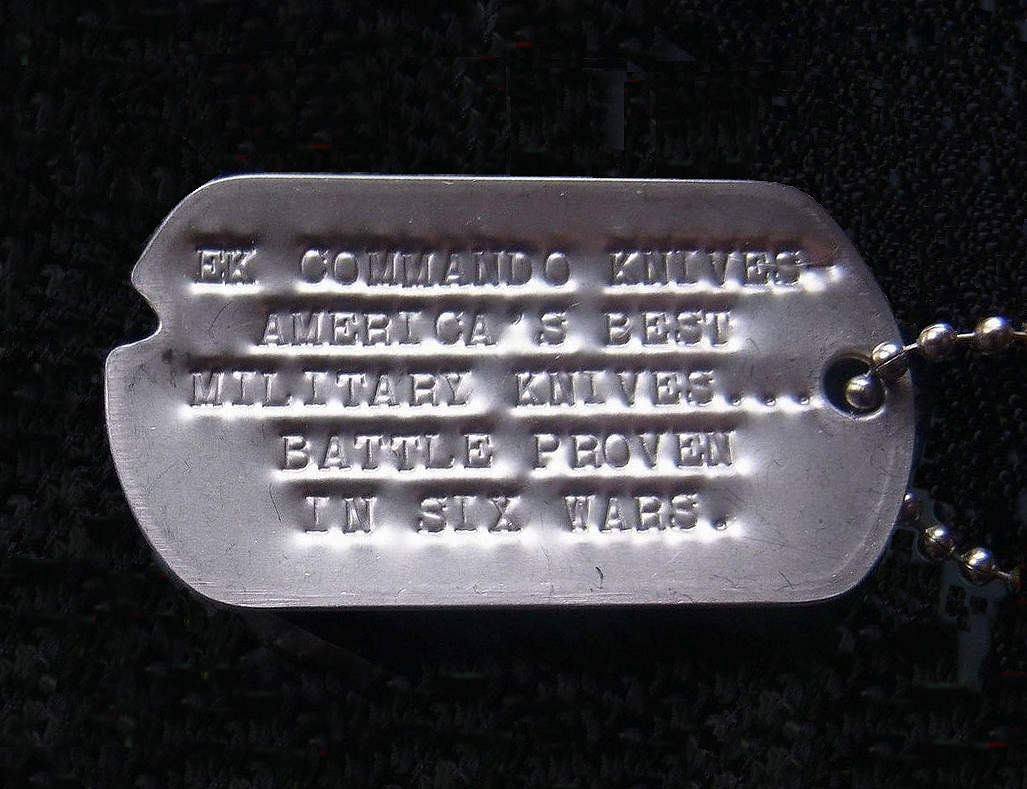 EK COMMANDO KNIVES.
AMERICA'S BEST
MILITARY KNIVES...
BATTLE PROVEN
IN SIX WARS.